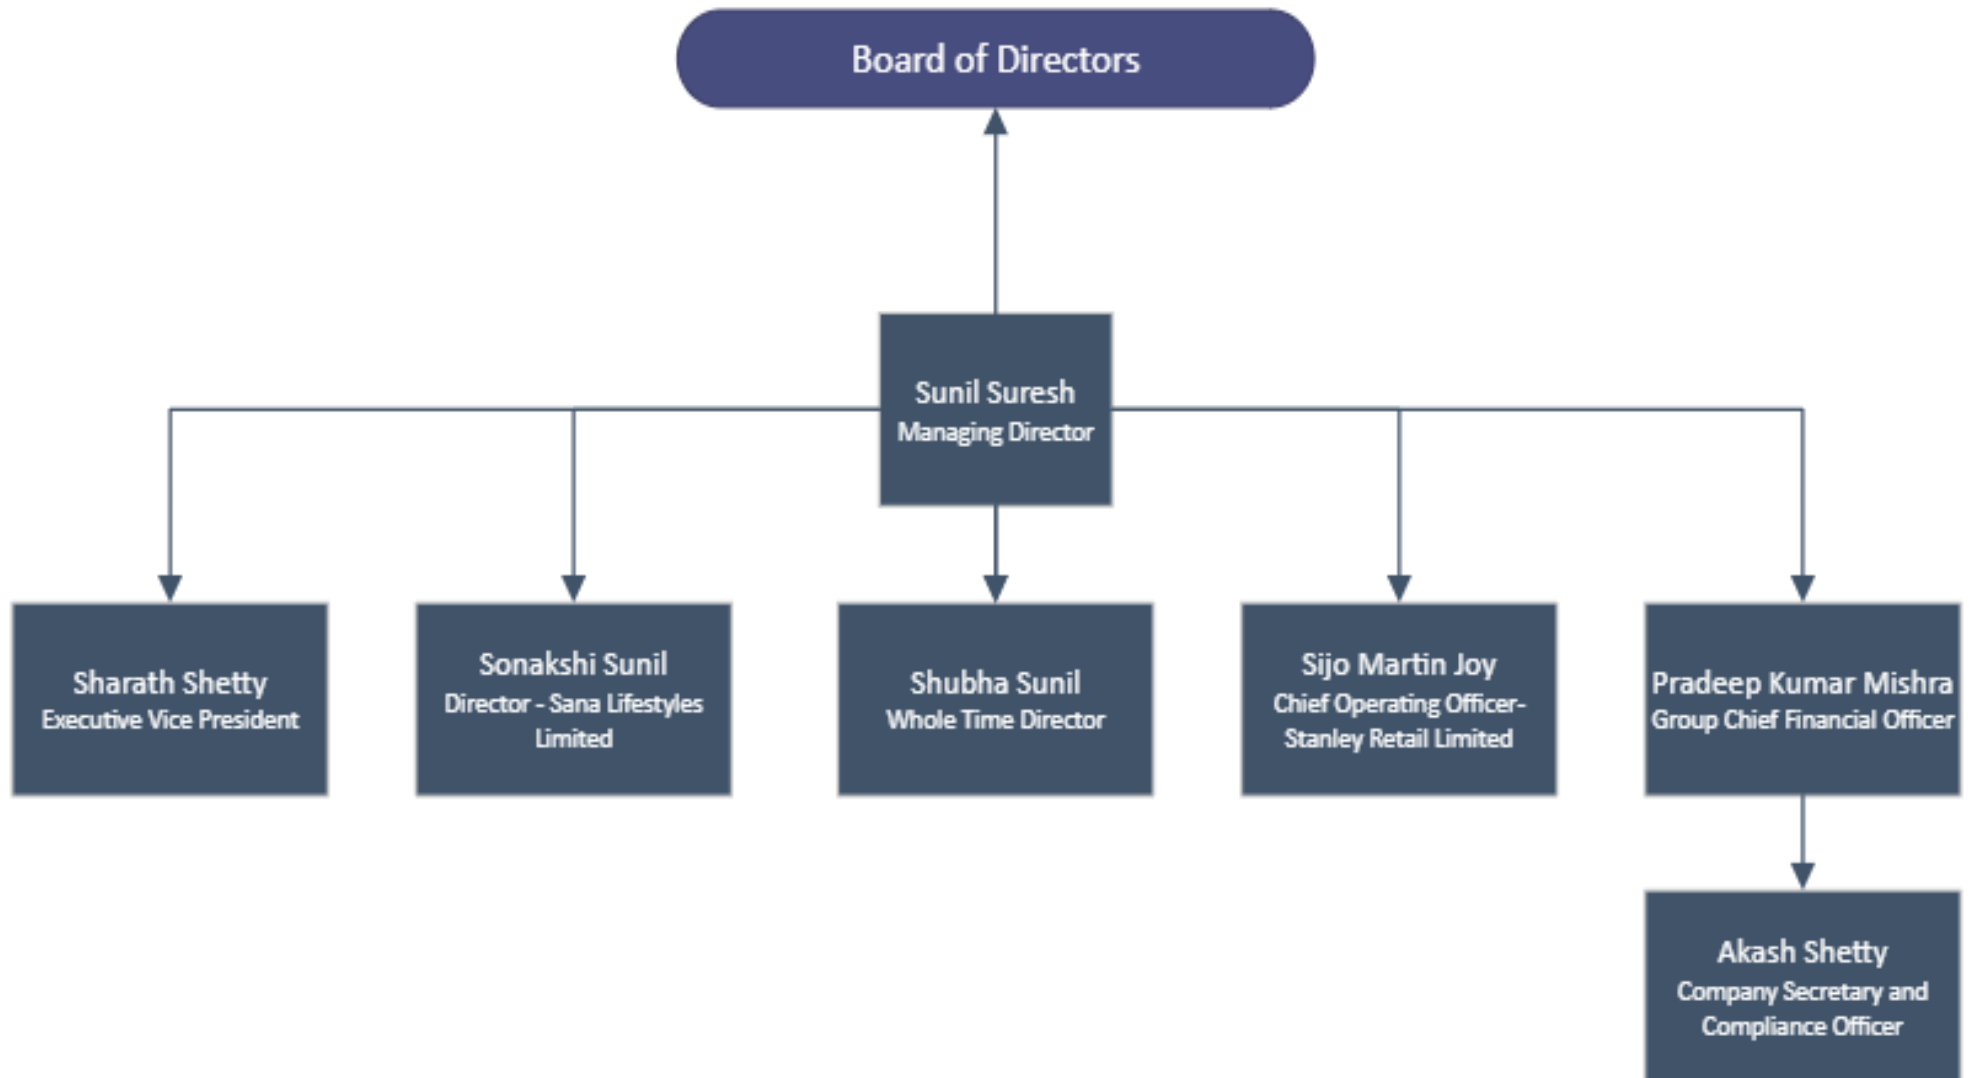 Board of Directors
Sunil Suresh
Managing Director
Sharath Shetty
Executive Vice President
Sonakshi Sunil
Director - Sana Lifestyles
Limited
Shubha Sunil
Whole Time Director
Sijo Martin Joy
Chief Operating Officer-
Stanley Retail Limited
Pradeep Kumar Mishra
Group Chief Financial Officer
Akash Shetty
Company Secretary and
Compliance Officer